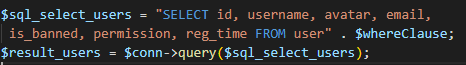 $sql_select_users = "SELECT id, username, avatar, email,
is_banned, permission, reg_time FROM user" . $whereClause;
$result_users = $conn->query($sql_select_users);